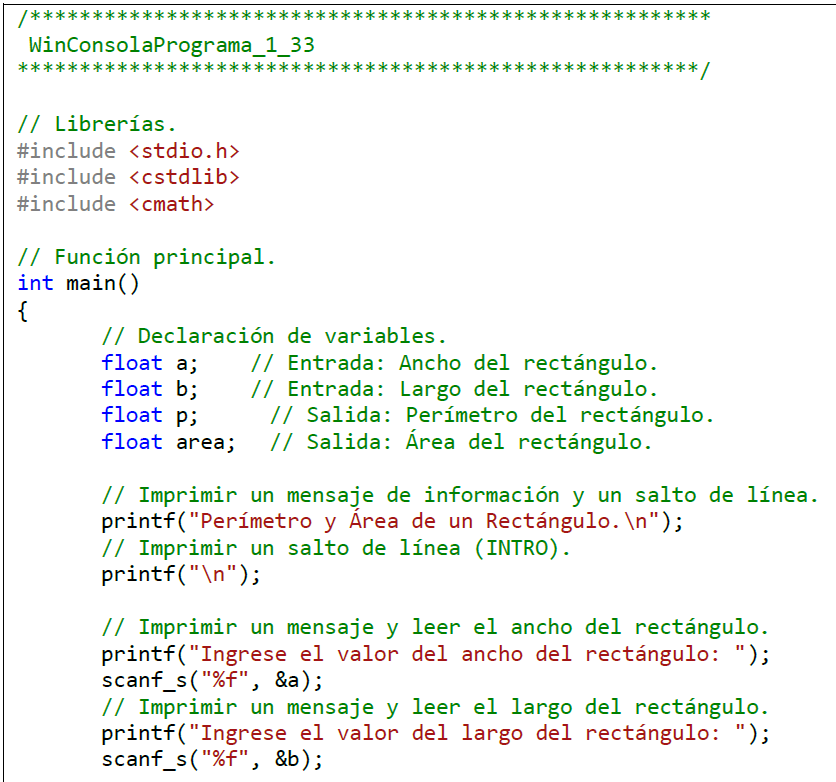 /*******************************************************
 WinConsolaPrograma_1_33
*******************************************************/

// Librerías.
#include <stdio.h>
#include <cstdlib>
#include <cmath>

// Función principal.
int main()
{
       // Declaración de variables.
       float a;    // Entrada: Ancho del rectángulo.
       float b;    // Entrada: Largo del rectángulo.
       float p;      // Salida: Perímetro del rectángulo.
       float area;   // Salida: Área del rectángulo.

       // Imprimir un mensaje de información y un salto de línea.
       printf("Perímetro y Área de un Rectángulo.\n");
       // Imprimir un salto de línea (INTRO).
       printf("\n");

       // Imprimir un mensaje y leer el ancho del rectángulo.
       printf("Ingrese el valor del ancho del rectángulo: ");
       scanf_s("%f", &a);
       // Imprimir un mensaje y leer el largo del rectángulo.
       printf("Ingrese el valor del largo del rectángulo: ");
       scanf_s("%f", &b);